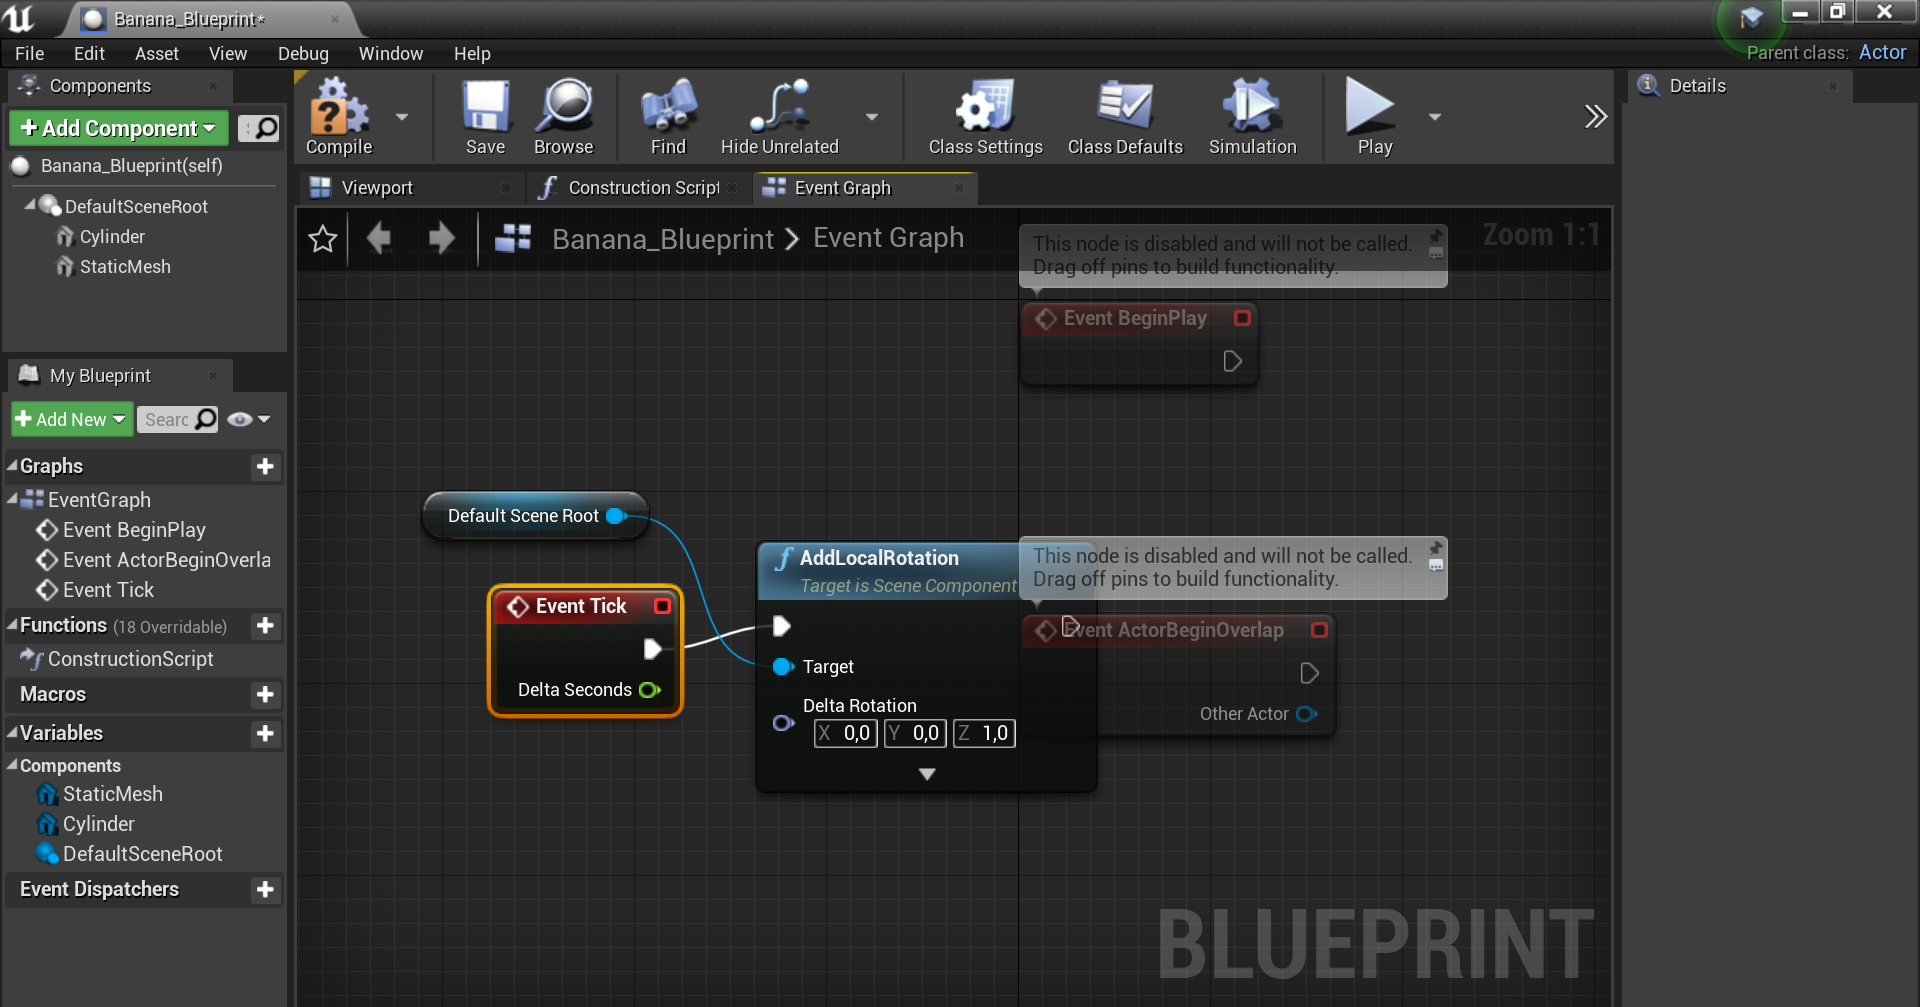 Banana_Blueprint*
File Edit Asset View Debug Window Help
Parent class: Actor
Components
Add Component
Banana_Blueprint(self)
DefaultSceneRoot
Cylinder
StaticMesh
Compile
Save
Browse
Find
Hide Unrelated
Class Settings
Class Defaults
Simulation
Play
Details
Viewport
Construction Script
Event Graph
Banana_Blueprint > Event Graph
Zoom 1:1
My Blueprint
Add New
Searc
Graphs
EventGraph
Event BeginPlay
Event ActorBeginOverla
Event Tick
Functions (18 Overridable)
ConstructionScript
Macros
Variables
Components
StaticMesh
Cylinder
DefaultSceneRoot
Event Dispatchers
This node is disabled and will not be called.
Drag off pins to build functionality.
Event BeginPlay
Default Scene Root
Event Tick
Delta Seconds
AddLocalRotation
Target is Scene Component
Target
Delta Rotation
X 0,0 Y 0,0 Z 1,0
This node is disabled and will not be called.
Drag off pins to build functionality.
Event ActorBeginOverlap
Other Actor
BLUEPRINT